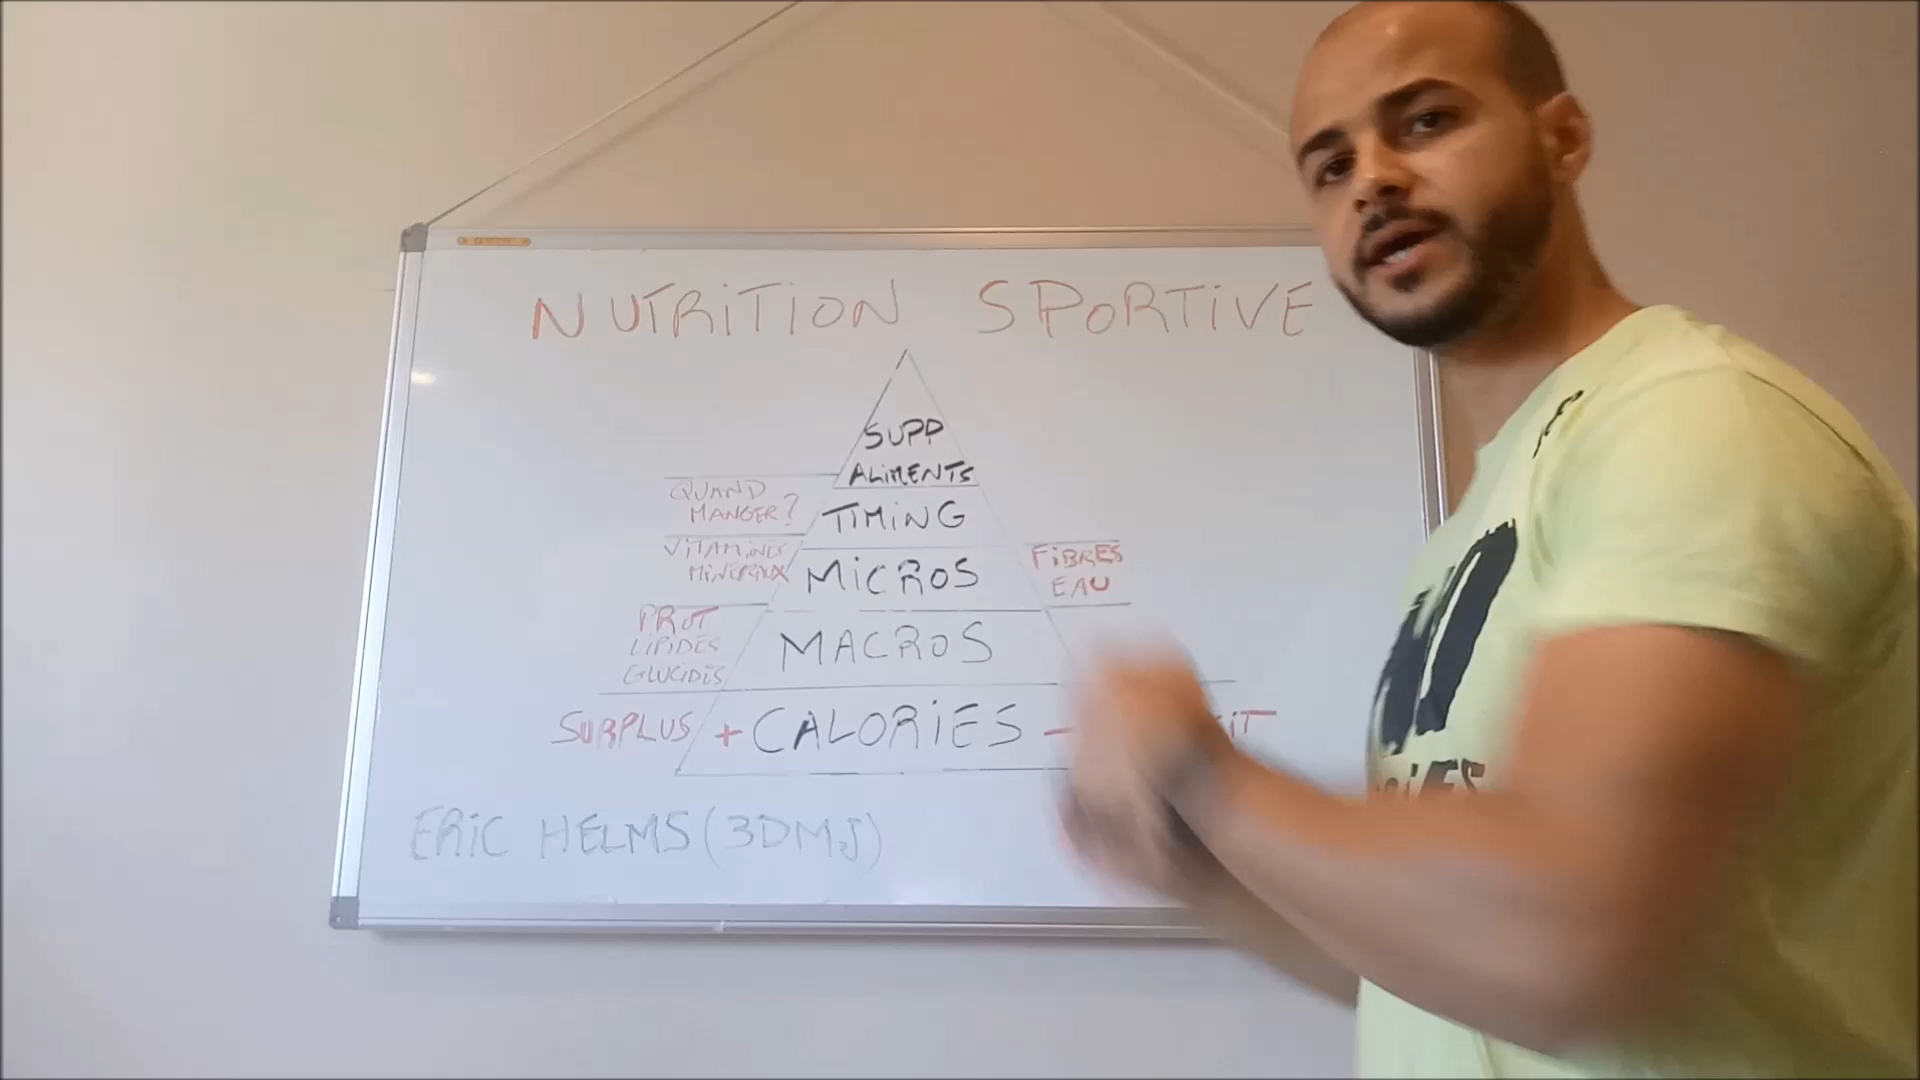 NUTRITION SPORTIVE
SUPP
ALIMENTS
QUAND
MANGER?
TIMING
VITAMINES
MINERAUX
MICROS
FIBRES
EAU
PROT
LIPIDES
GLUCIDES
MACROS
SURPLUS + CALORIES -
ERIC HELMS (3DMJ)